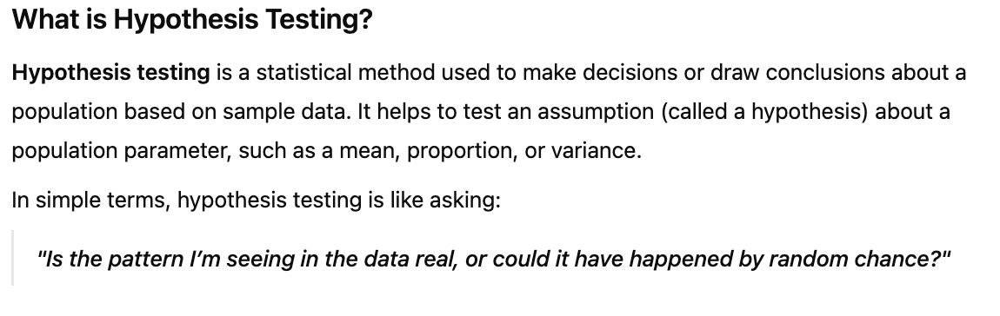 What is Hypothesis Testing?
Hypothesis testing is a statistical method used to make decisions or draw conclusions about a
population based on sample data. It helps to test an assumption (called a hypothesis) about a
population parameter, such as a mean, proportion, or variance.
In simple terms, hypothesis testing is like asking:
"Is the pattern I’m seeing in the data real, or could it have happened by random chance?"